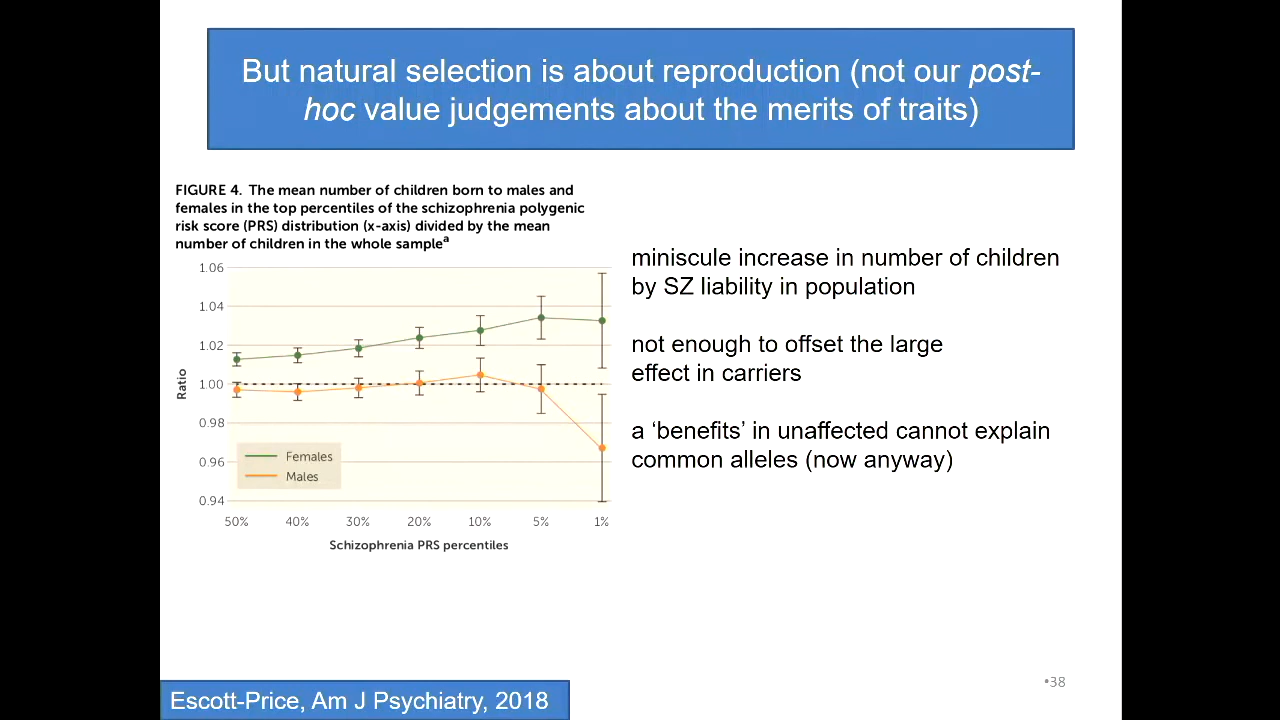 But natural selection is about reproduction (not our post-
hoc value judgements about the merits of traits)
FIGURE 4. The mean number of children born to males and
females in the top percentiles of the schizophrenia polygenic
risk score (PRS) distribution (x-axis) divided by the mean
number of children in the whole sampleᵃ
1.06
1.04
1.02
1.00
0.98
0.96
0.94
Ratio
Females
Males
50% 40% 30% 20% 10% 5% 1%
Schizophrenia PRS percentiles
miniscule increase in number of children
by SZ liability in population
not enough to offset the large
effect in carriers
a ‘benefits’ in unaffected cannot explain
common alleles (now anyway)
•38
Escott-Price, Am J Psychiatry, 2018